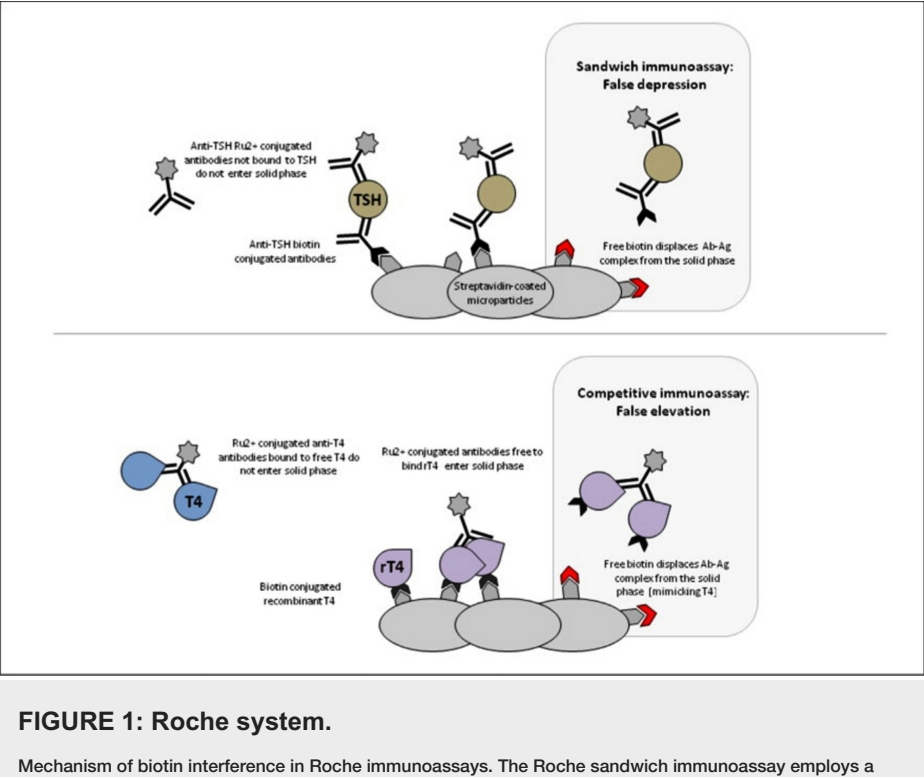 Sandwich immunoassay:
False depression
Anti-TSH Ru2+ conjugated
antibodies not bound to TSH
do not enter solid phase
TSH
Anti-TSH biotin
conjugated antibodies
Free biotin displaces Ab-Ag
complex from the solid phase
Streptavidin-coated
microparticles
Competitive immunoassay:
False elevation
Ru2+ conjugated anti-T4
antibodies bound to free T4 do
not enter solid phase
Ru2+ conjugated antibodies free to
bind rT4 enter solid phase
T4
rT4
Biotin conjugated
recombinant T4
Free biotin displaces Ab-Ag
complex from the solid
phase [mimicking T4]
FIGURE 1: Roche system.
Mechanism of biotin interference in Roche immunoassays. The Roche sandwich immunoassay employs a